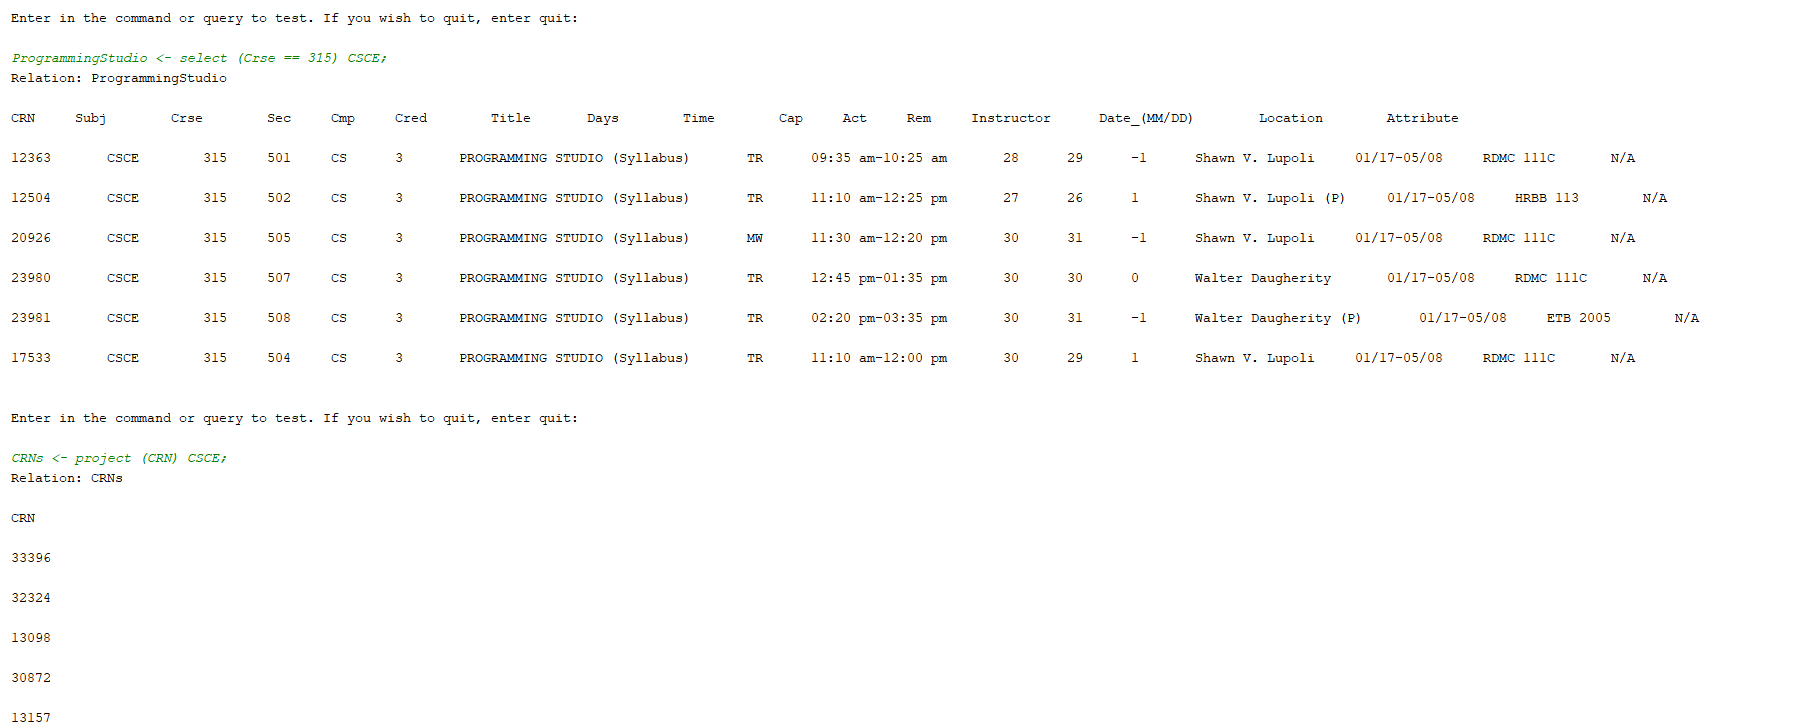 Enter in the command or query to test. If you wish to quit, enter quit:
ProgrammingStudio <- select (Crse == 315) CSCE;
Relation: ProgrammingStudio
CRN Subj Crse Sec Cmp Cred Title Days Time Cap Act Rem Instructor Date_(MM/DD) Location Attribute
12363 CSCE 315 501 CS 3 PROGRAMMING STUDIO (Syllabus) TR 09:35 am-10:25 am 28 29 -1 Shawn V. Lupoli 01/17-05/08 RDMC 111C N/A
12504 CSCE 315 502 CS 3 PROGRAMMING STUDIO (Syllabus) TR 11:10 am-12:25 pm 27 26 1 Shawn V. Lupoli (P) 01/17-05/08 HRBB 113 N/A
20926 CSCE 315 505 CS 3 PROGRAMMING STUDIO (Syllabus) MW 11:30 am-12:20 pm 30 31 -1 Shawn V. Lupoli 01/17-05/08 RDMC 111C N/A
23980 CSCE 315 507 CS 3 PROGRAMMING STUDIO (Syllabus) TR 12:45 pm-01:35 pm 30 30 0 Walter Daugherity 01/17-05/08 RDMC 111C N/A
23981 CSCE 315 508 CS 3 PROGRAMMING STUDIO (Syllabus) TR 02:20 pm-03:35 pm 30 31 -1 Walter Daugherity (P) 01/17-05/08 ETB 2005 N/A
17533 CSCE 315 504 CS 3 PROGRAMMING STUDIO (Syllabus) TR 11:10 am-12:00 pm 30 29 1 Shawn V. Lupoli 01/17-05/08 RDMC 111C N/A
Enter in the command or query to test. If you wish to quit, enter quit:
CRNs <- project (CRN) CSCE;
Relation: CRNs
CRN
33396
32324
13098
30872
13157